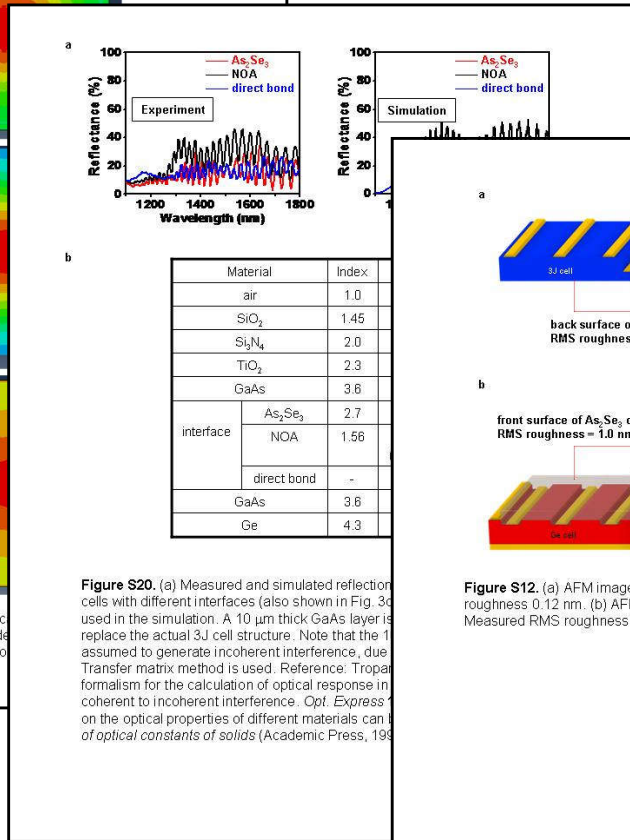 a
100
80
60
40
20
0
Reflectance (%)
As₂Se₃
NOA
direct bond
Experiment
1200 1400 1600 1800
Wavelength (nm)
100
80
60
40
20
0
Reflectance (%)
As₂Se₃
NOA
direct bond
Simulation
b
Material Index
air 1.0
SiO₂ 1.45
Si₃N₄ 2.0
TiO₂ 2.3
GaAs 3.6
interface As₂Se₃ 2.7
NOA 1.56
direct bond -
GaAs 3.6
Ge 4.3
Figure S20. (a) Measured and simulated reflection
cells with different interfaces (also shown in Fig. 3c
used in the simulation. A 10 μm thick GaAs layer is
replace the actual 3J cell structure. Note that the 1
assumed to generate incoherent interference, due
Transfer matrix method is used. Reference: Tropar
formalism for the calculation of optical response in
coherent to incoherent interference. Opt. Express
on the optical properties of different materials can
of optical constants of solids (Academic Press, 199
a
3J cell
back surface o
RMS roughnes
b
front surface of As₂Se₃
RMS roughness = 1.0 nm
Ge cell
Figure S12. (a) AFM image
roughness 0.12 nm. (b) AF
Measured RMS roughness